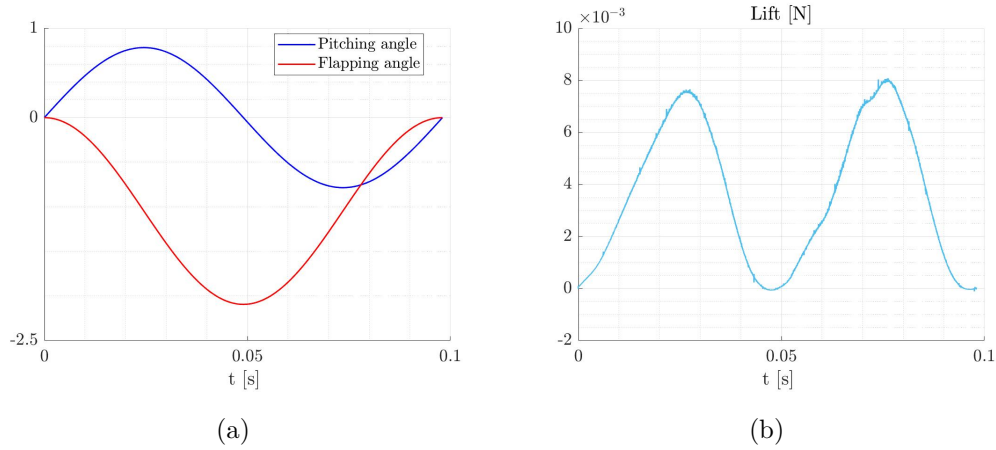 1
0
-2.5
0
0.05
0.1
t [s]
Pitching angle
Flapping angle
(a)
×10⁻³
Lift [N]
10
8
6
4
2
0
-2
0
0.05
0.1
t [s]
(b)